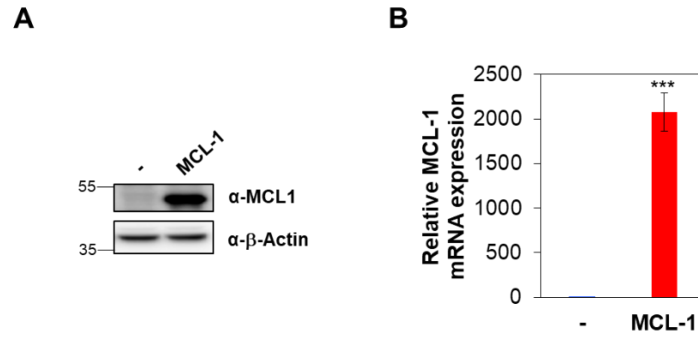 A
- MCL-1
55
α-MCL1
α-β-Actin
35
B
Relative MCL-1
mRNA expression
2500
2000
1500
1000
500
0
***
- MCL-1